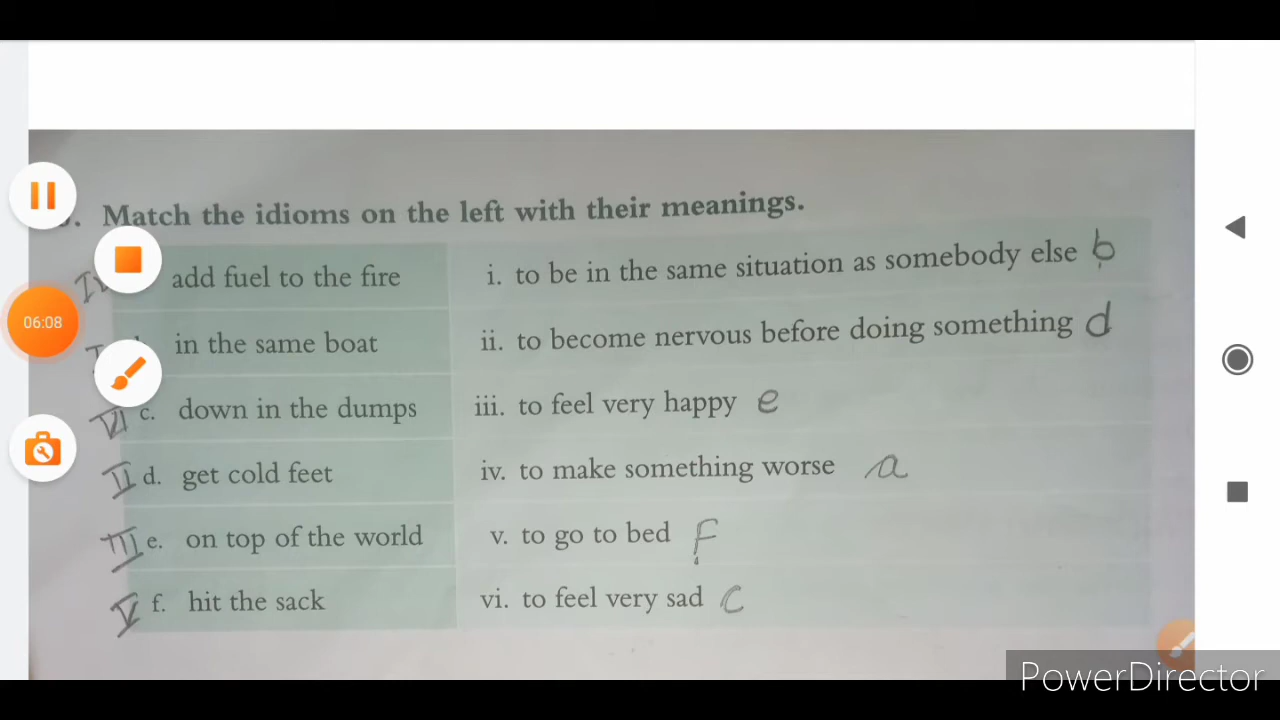 . Match the idioms on the left with their meanings.
add fuel to the fire i. to be in the same situation as somebody else b
06:08
in the same boat ii. to become nervous before doing something d
VI c. down in the dumps iii. to feel very happy e
II d. get cold feet iv. to make something worse a
III e. on top of the world v. to go to bed F
V f. hit the sack vi. to feel very sad c
PowerDirector